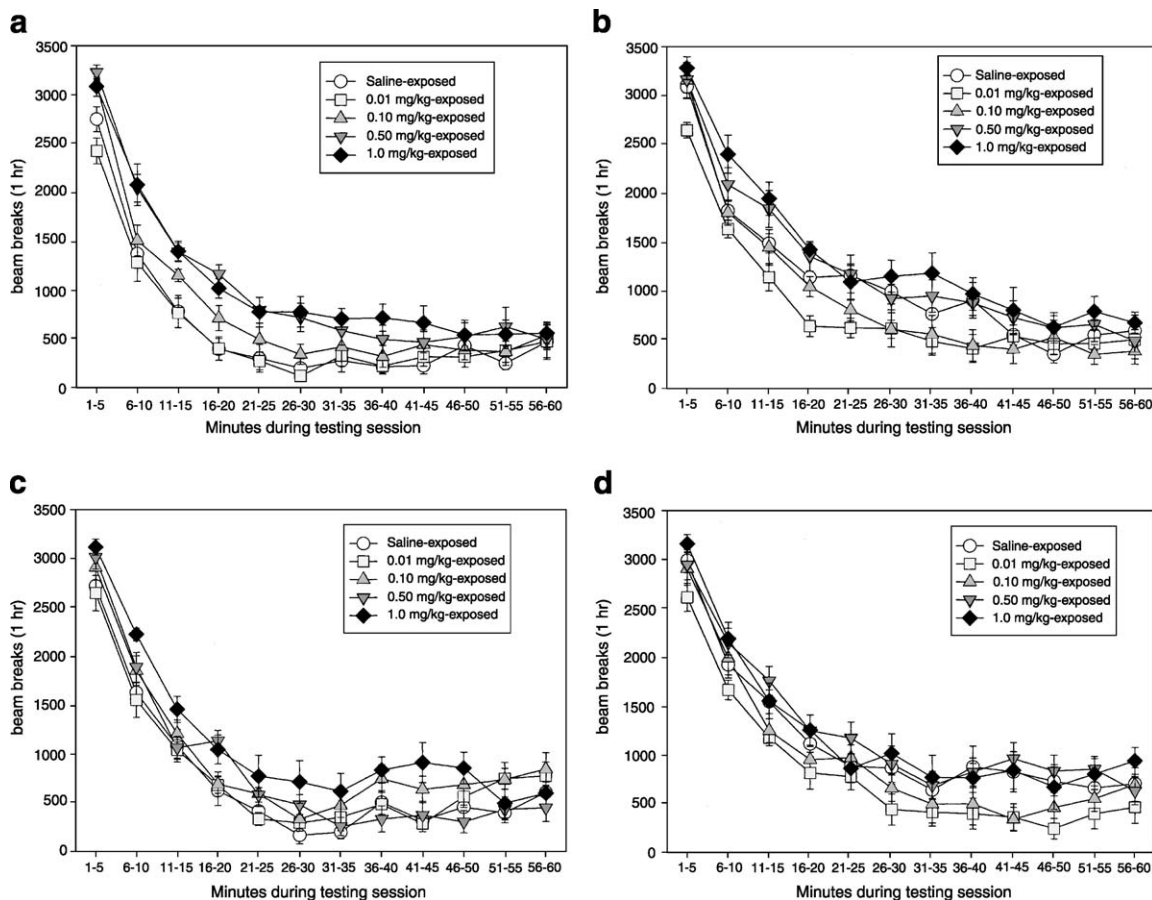 a
3500
3000
2500
2000
1500
1000
500
0
beam breaks (1 hr)
Saline-exposed
0.01 mg/kg-exposed
0.10 mg/kg-exposed
0.50 mg/kg-exposed
1.0 mg/kg-exposed
1-5 6-10 11-15 16-20 21-25 26-30 31-35 36-40 41-45 46-50 51-55 56-60
Minutes during testing session
b
3500
3000
2500
2000
1500
1000
500
0
beam breaks (1 hr)
Saline-exposed
0.01 mg/kg-exposed
0.10 mg/kg-exposed
0.50 mg/kg-exposed
1.0 mg/kg-exposed
1-5 6-10 11-15 16-20 21-25 26-30 31-35 36-40 41-45 46-50 51-55 56-60
Minutes during testing session
c
3500
3000
2500
2000
1500
1000
500
0
beam breaks (1 hr)
Saline-exposed
0.01 mg/kg-exposed
0.10 mg/kg-exposed
0.50 mg/kg-exposed
1.0 mg/kg-exposed
1-5 6-10 11-15 16-20 21-25 26-30 31-35 36-40 41-45 46-50 51-55 56-60
Minutes during testing session
d
3500
3000
2500
2000
1500
1000
500
0
beam breaks (1 hr)
Saline-exposed
0.01 mg/kg-exposed
0.10 mg/kg-exposed
0.50 mg/kg-exposed
1.0 mg/kg-exposed
1-5 6-10 11-15 16-20 21-25 26-30 31-35 36-40 41-45 46-50 51-55 56-60
Minutes during testing session